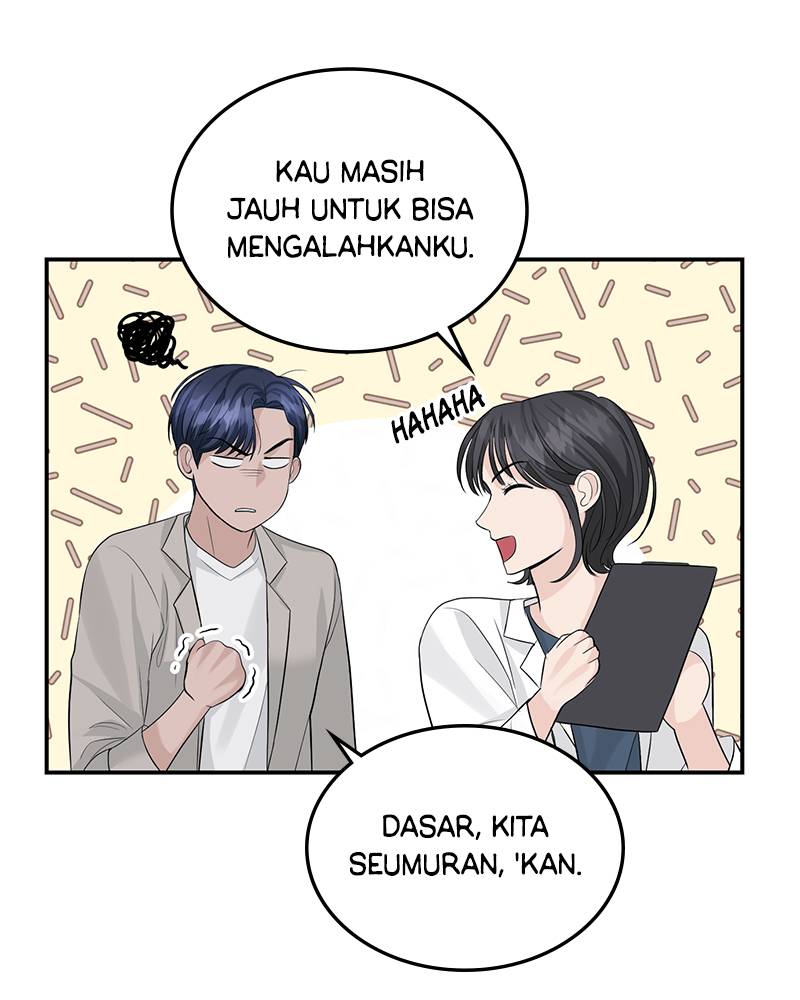 KAU MASIH
JAUH UNTUK BISA
MENGALAHKANKU.
HAHAHA
DASAR, KITA
SEUMURAN, 'KAN.